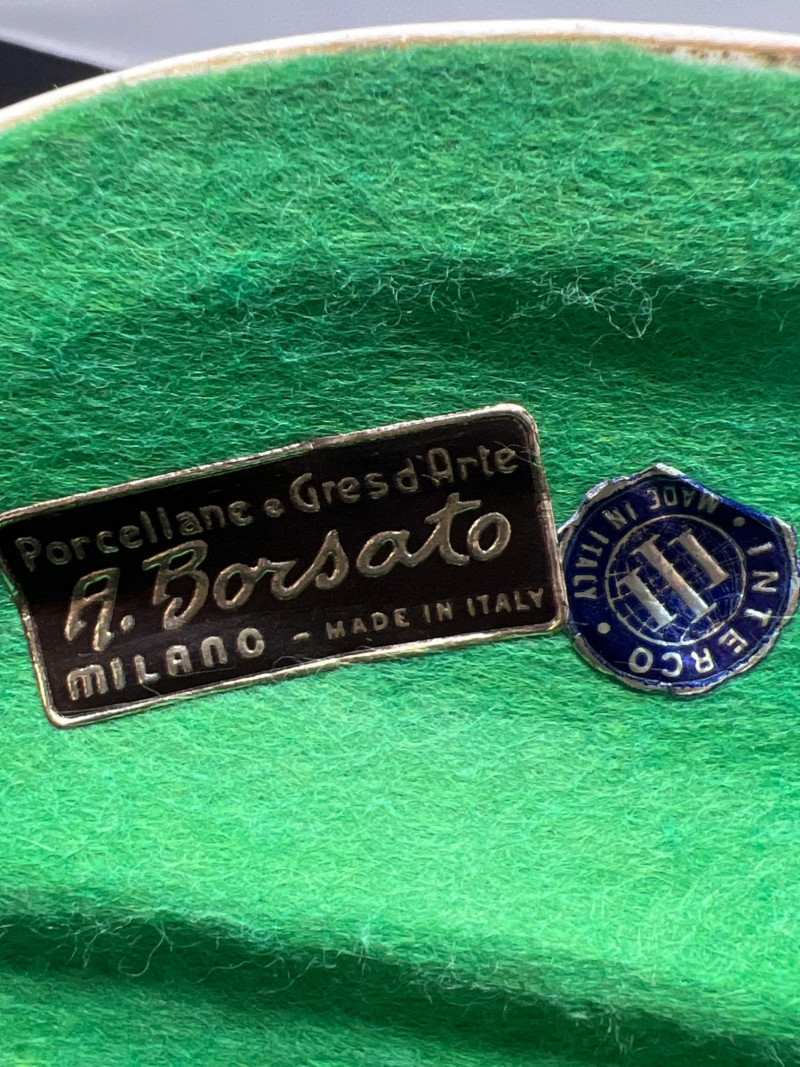 Porcellane e Gres d'Arte
A. Borsato
MILANO - MADE IN ITALY
INTERCO • MADE IN ITALY •